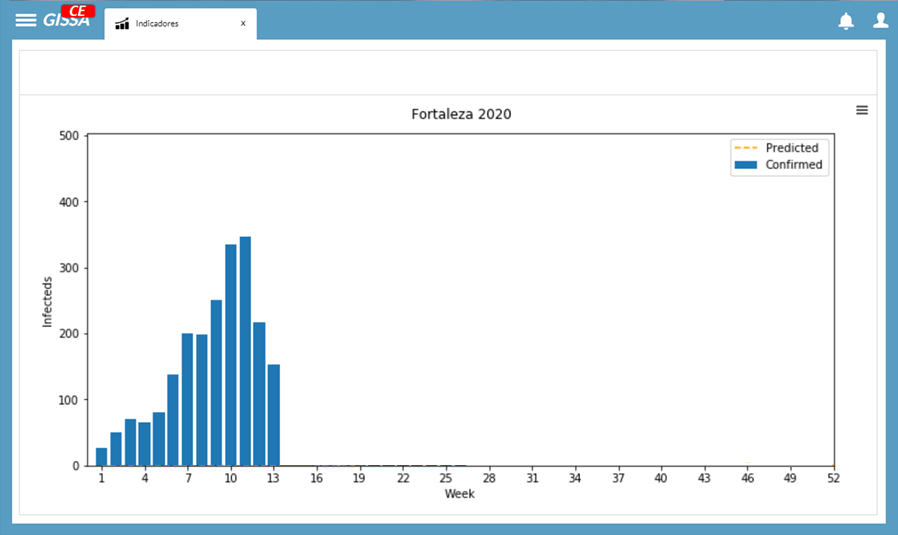 CE
GISSA
Indicadores x
Fortaleza 2020
Predicted
Confirmed
500
400
300
200
100
0
Infecteds
1 4 7 10 13 16 19 22 25 28 31 34 37 40 43 46 49 52
Week